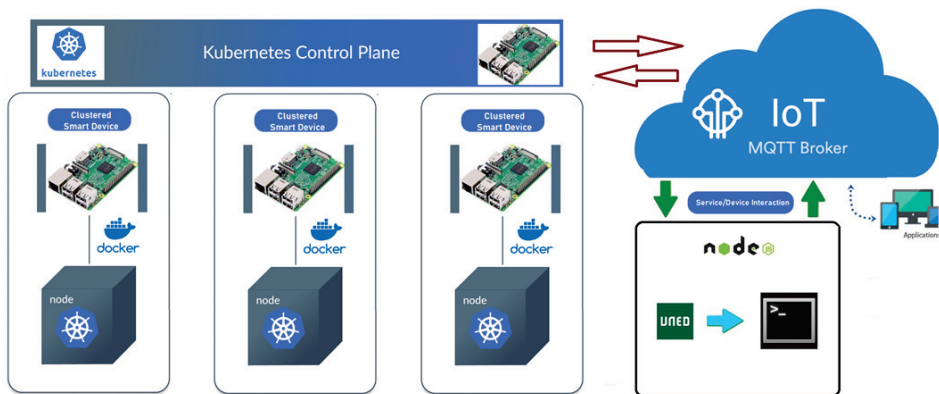 kubernetes
Kubernetes Control Plane
Clustered
Smart Device
docker
node
Clustered
Smart Device
docker
node
Clustered
Smart Device
docker
node
IoT
MQTT Broker
Service/Device Interaction
Applications
node
JS
UNED
>_